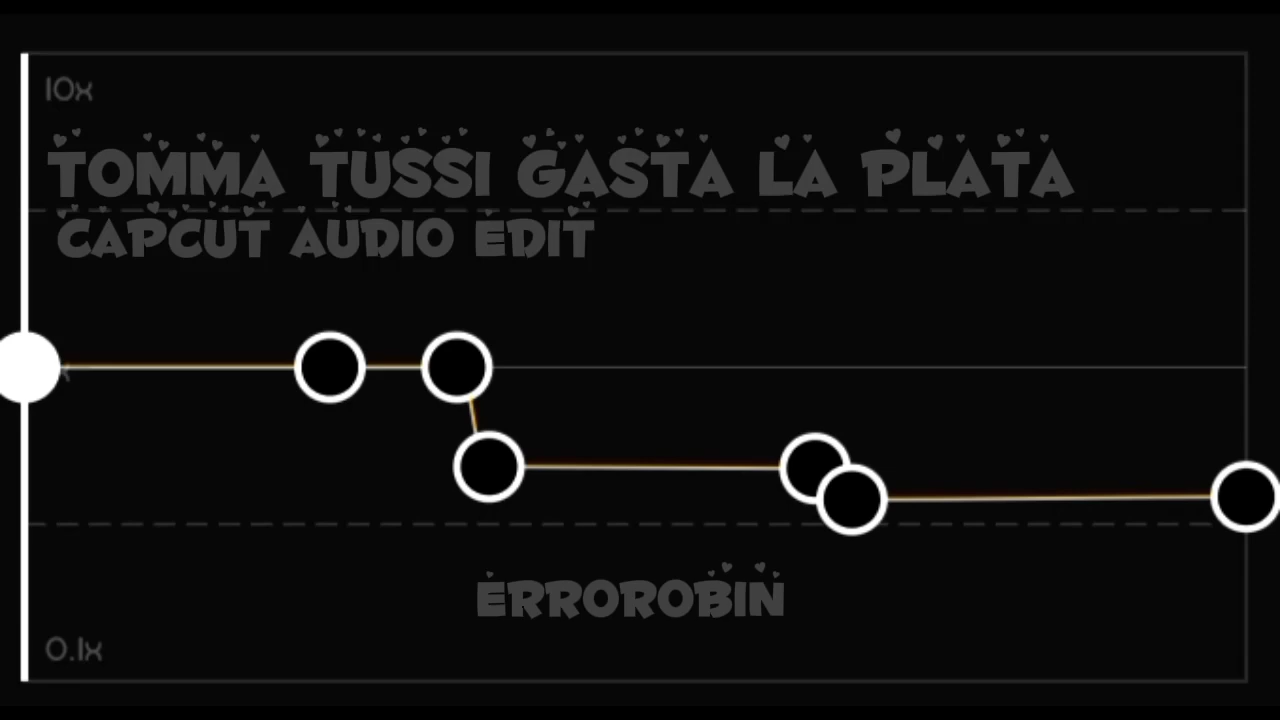 10x
TOMMA TUSSI GASTA LA PLATA
CAPCUT AUDIO EDIT
ERROROBIN
0.1x